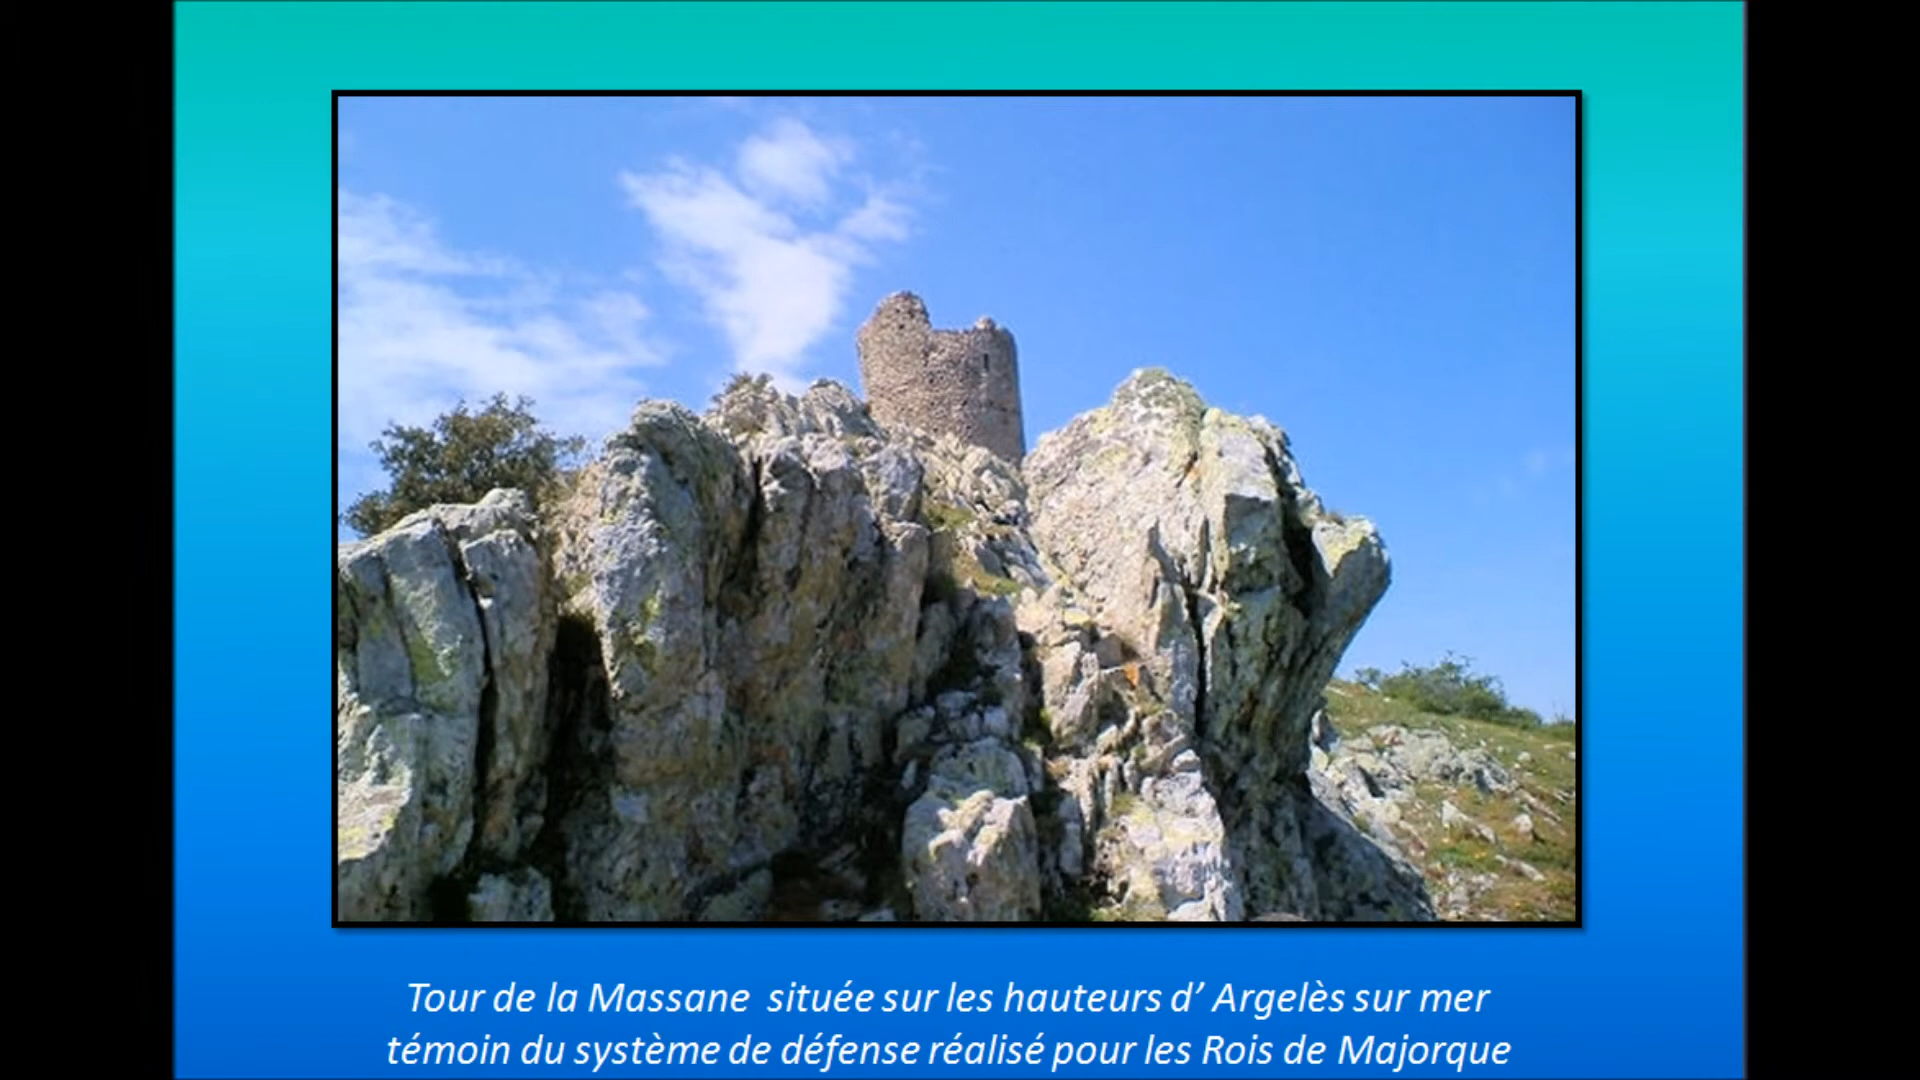 Tour de la Massane située sur les hauteurs d’ Argelès sur mer
témoin du système de défense réalisé pour les Rois de Majorque